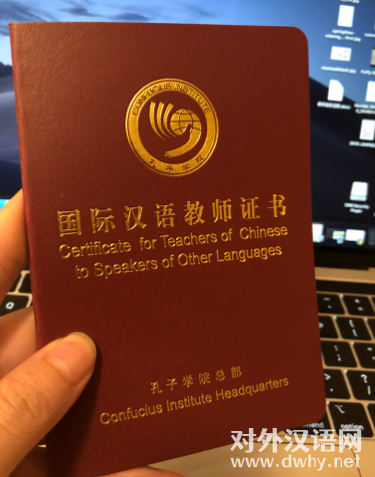 CONFUCIUS INSTITUTE
孔子学院
国际汉语教师证书
Certificate for Teachers of Chinese
to Speakers of Other Languages
孔子学院总部
Confucius Institute Headquarters
command
option
对外汉语网
www.dwhy.net